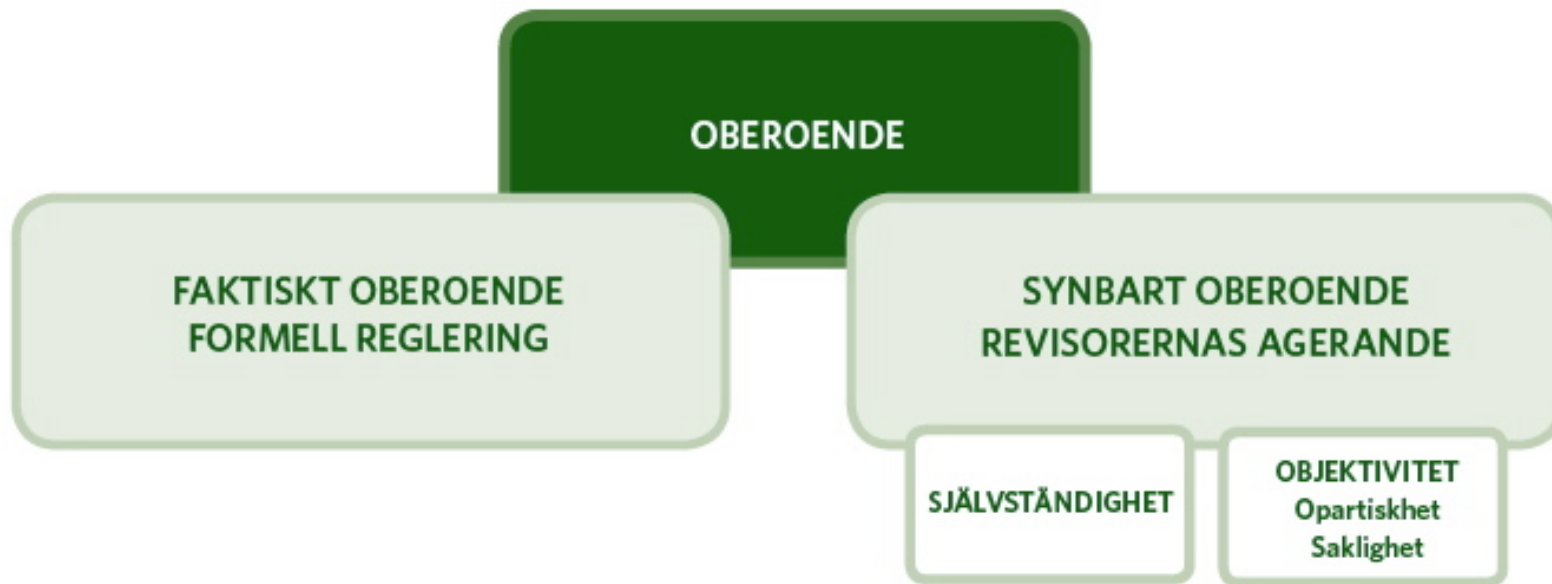 OBEROENDE
FAKTISKT OBEROENDE
FORMELL REGLERING
SYNBART OBEROENDE
REVISORERNAS AGERANDE
SJÄLVSTÄNDIGHET
OBJEKTIVITET
Opartiskhet
Saklighet